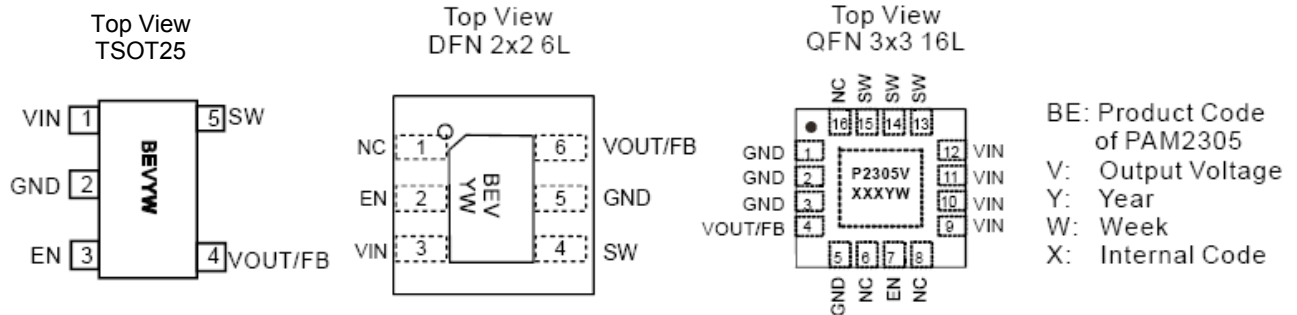 Top View
TSOT25
VIN 1
5 SW
GND 2
EN 3
4 VOUT/FB
BEVYW
Top View
DFN 2x2 6L
NC 1
6 VOUT/FB
EN 2
5 GND
VIN 3
4 SW
BEV
YW
Top View
QFN 3x3 16L
NC SW SW SW
16 15 14 13
GND 1
GND 2
GND 3
VOUT/FB 4
12 VIN
11 VIN
10 VIN
9 VIN
P2305V
XXXYW
5 6 7 8
GND NC EN NC
BE: Product Code
of PAM2305
V: Output Voltage
Y: Year
W: Week
X: Internal Code